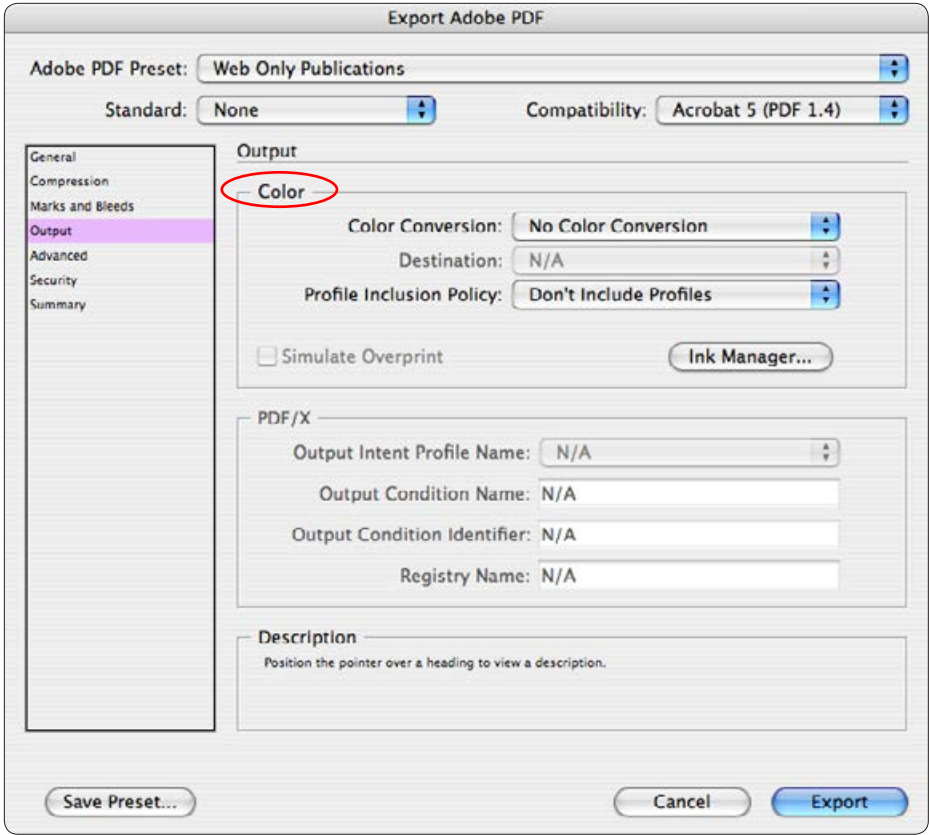 Export Adobe PDF
Adobe PDF Preset: Web Only Publications
Standard: None Compatibility: Acrobat 5 (PDF 1.4)
General
Compression
Marks and Bleeds
Output
Advanced
Security
Summary
Output
Color
Color Conversion: No Color Conversion
Destination: N/A
Profile Inclusion Policy: Don't Include Profiles
Simulate Overprint Ink Manager...
PDF/X
Output Intent Profile Name: N/A
Output Condition Name: N/A
Output Condition Identifier: N/A
Registry Name: N/A
Description
Position the pointer over a heading to view a description.
Save Preset... Cancel Export